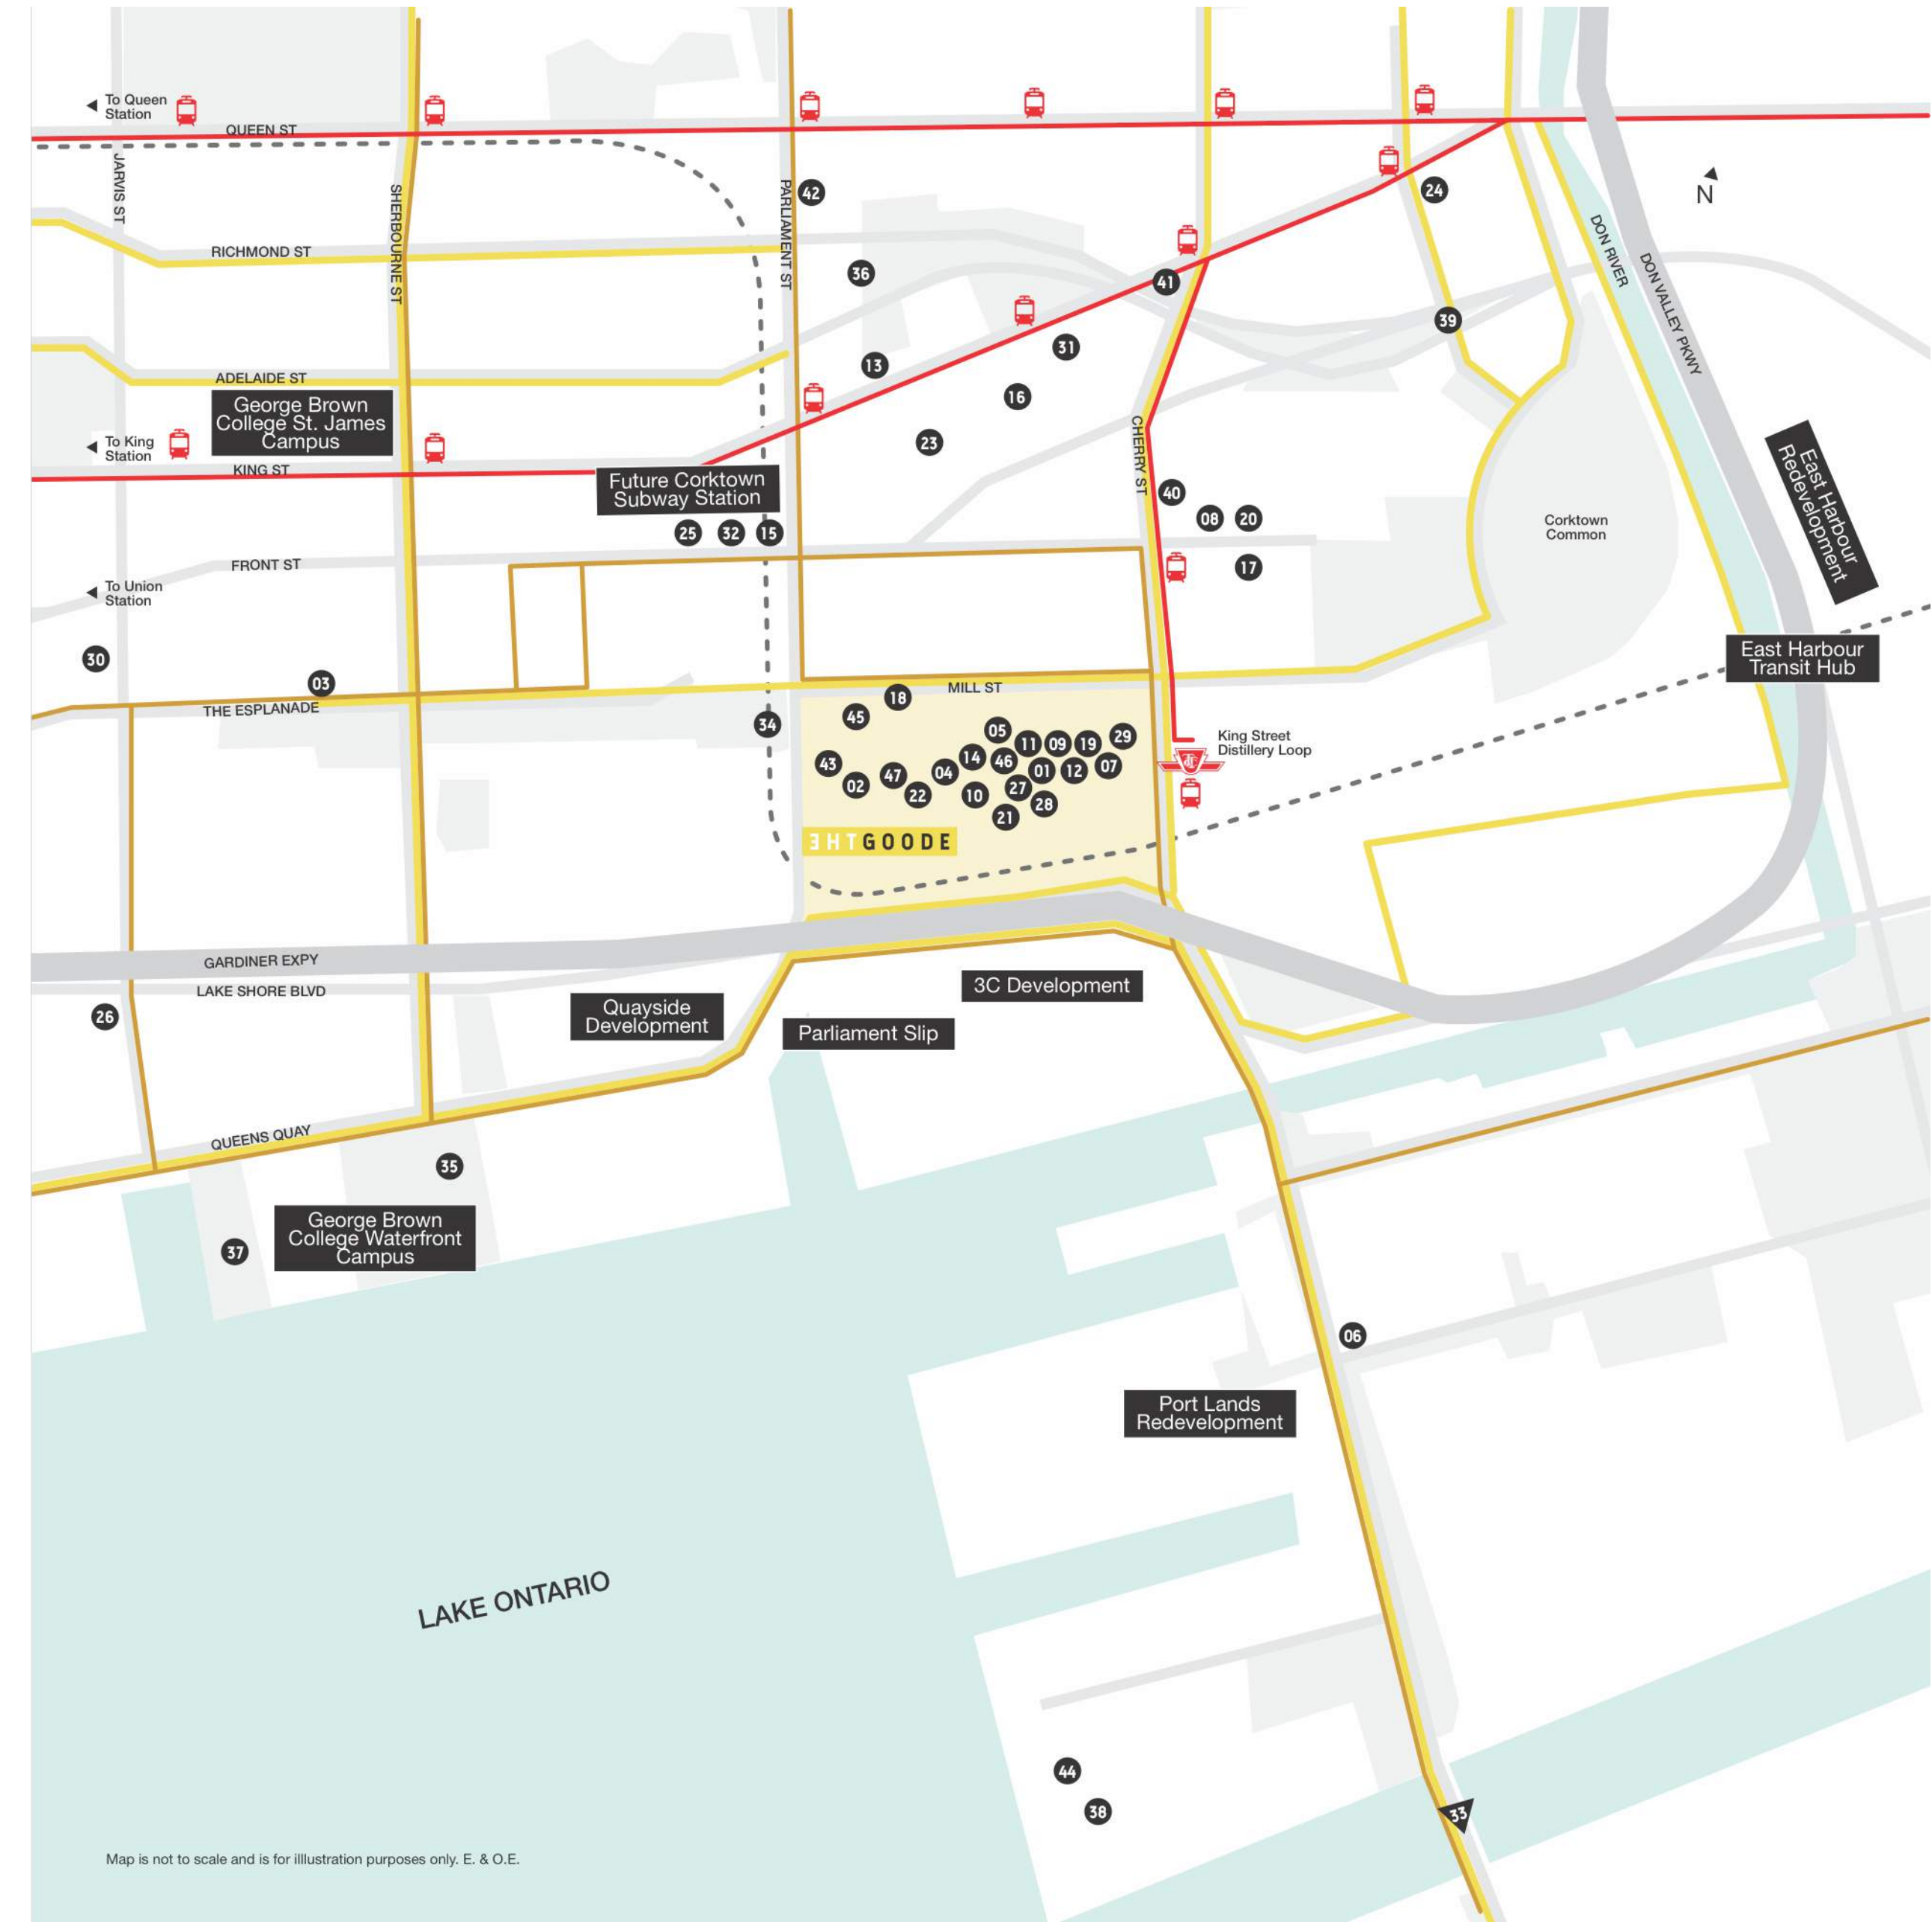 To Queen
Station
QUEEN ST
JARVIS ST
SHERBOURNE ST
PARLIAMENT ST
42
24
N
DON RIVER
DON VALLEY PKWY
RICHMOND ST
36
41
39
13
31
16
ADELAIDE ST
George Brown
College St. James
Campus
To King
Station
KING ST
23
CHERRY ST
Future Corktown
Subway Station
25
32
15
40
08
20
17
Corktown
Common
East Harbour
Redevelopment
FRONT ST
To Union
Station
30
03
THE ESPLANADE
MILL ST
East Harbour
Transit Hub
18
45
34
05
11
09
19
29
43
02
47
22
04
14
46
01
12
07
10
27
28
21
King Street
Distillery Loop
THEGOODE
GARDINER EXPY
LAKE SHORE BLVD
26
Quayside
Development
3C Development
Parliament Slip
QUEENS QUAY
35
37
George Brown
College Waterfront
Campus
06
Port Lands
Redevelopment
LAKE ONTARIO
44
38
33
Map is not to scale and is for illlustration purposes only. E. & O.E.